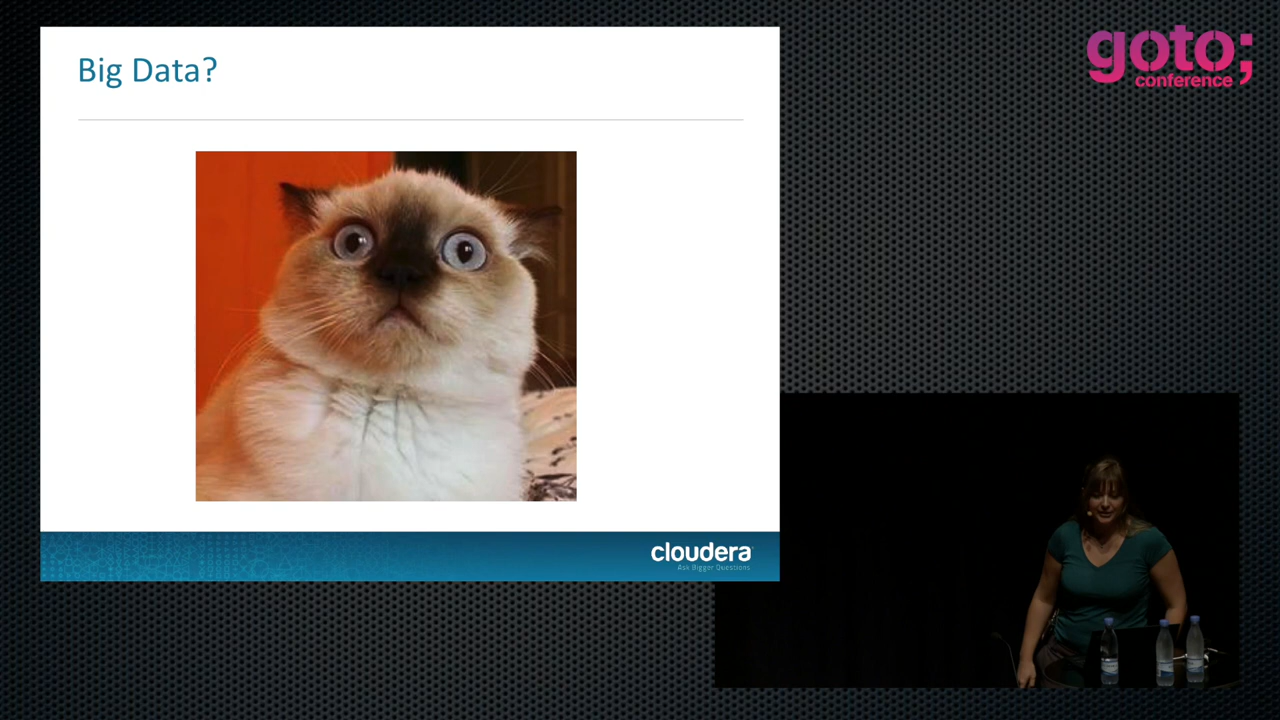 Big Data?
goto;
conference
cloudera
Ask Bigger Questions